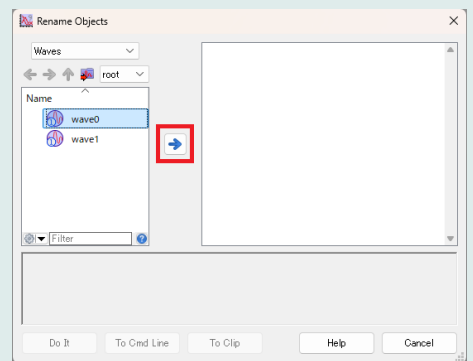 Rename Objects
Waves
root
Name
wave0
wave1
Filter
Do It To Cmd Line To Clip Help Cancel